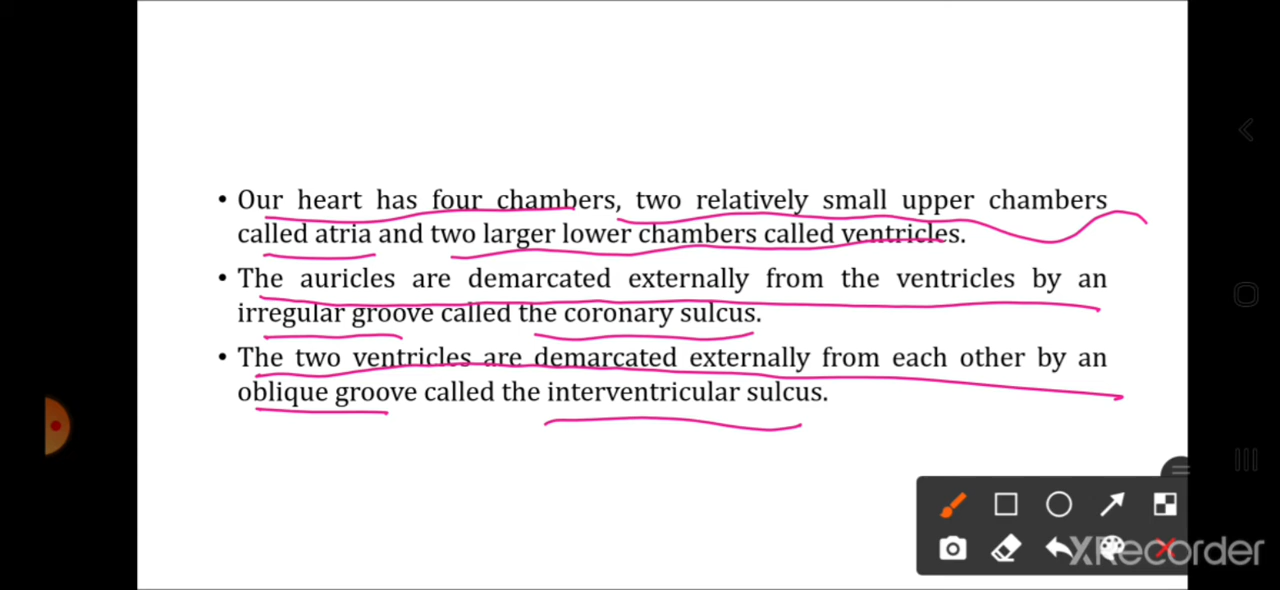 • Our heart has four chambers, two relatively small upper chambers
called atria and two larger lower chambers called ventricles.
• The auricles are demarcated externally from the ventricles by an
irregular groove called the coronary sulcus.
• The two ventricles are demarcated externally from each other by an
oblique groove called the interventricular sulcus.
XRecorder